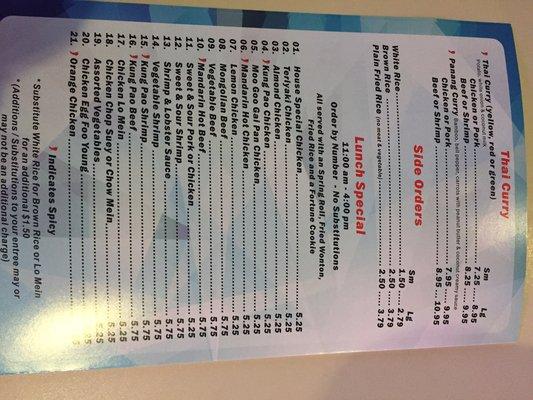 Thai Curry
Sm Lg
Thai Curry (yellow, red or green)
potato, white onion & coconut milk
Chicken or Pork 7.25 8.95
Beef or Shrimp 8.25 9.95
Panang Curry Bamboo, bell pepper, carrots with peanut butter & coconut creamy sauce
Chicken or Pork 7.95 9.95
Beef or Shrimp 8.95 10.95
Side Orders
Sm Lg
White Rice 1.50 2.79
Brown Rice 2.09 3.79
Plain Fried Rice (no meat & vegetable) 2.50 3.79
Lunch Special
11:00 am - 4:00 pm
Order by Number - No Substitutions
All served with an Spring Roll, Fried Wonton,
Fryed Rice and a Fortune Cookie
01. House Special Chicken 5.25
02. Teriyaki Chicken 5.25
03. Almond Chicken 5.25
04. Kung Pao Chicken 5.25
05. Moo Goo Gai Pan Chicken 5.25
06. Mandarin Hot Chicken 5.25
07. Lemon Chicken 5.25
08. Mongolian Beef 5.75
09. Vegetable Beef 5.75
10. Mandarin Hot Beef 5.75
11. Sweet & Sour Pork or Chicken 5.25
12. Sweet & Sour Shrimp 5.75
13. Shrimp & Lobster Sauce 5.75
14. Vegetable Shrimp 5.75
15. Kung Pao Shrimp 5.75
16. Kung Pao Beef 5.75
17. Chicken Lo Mein 5.25
18. Chicken Chop Suey or Chow Mein 5.25
19. Assorted Vegetables 5.25
20. Chicken Egg Foo Young 5.25
21. Orange Chicken 5
Indicates Spicy
*Substitute White Rice for Brown Rice or Lo Mein
for an additional $1.50
*(Additions / Substitutions to your entree may or
may not be an additional charge)